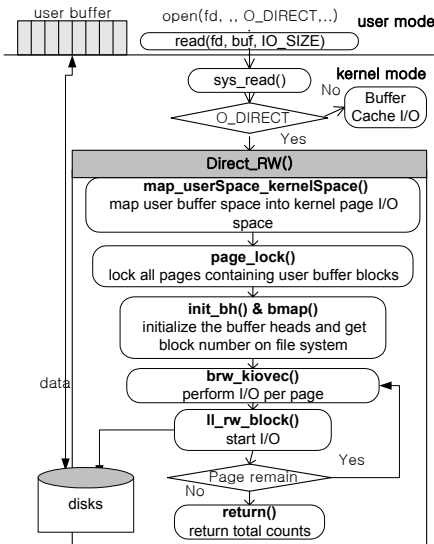 user buffer
open(fd, ,, O_DIRECT,..)
user mode
read(fd, buf, IO_SIZE)
kernel mode
sys_read()
No
Buffer
Cache I/O
O_DIRECT
Yes
Direct_RW()
map_userSpace_kernelSpace()
map user buffer space into kernel page I/O
space
page_lock()
lock all pages containing user buffer blocks
init_bh() & bmap()
initialize the buffer heads and get
block number on file system
data
brw_kiovec()
perform I/O per page
ll_rw_block()
start I/O
Yes
Page remain
No
disks
return()
return total counts